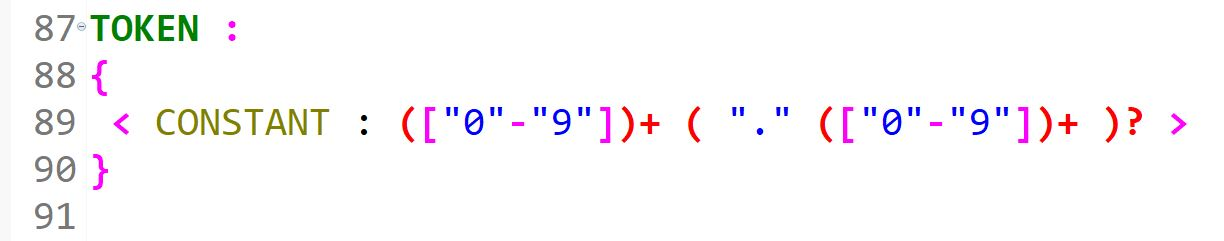 87 TOKEN :
88 {
89 < CONSTANT : (["0"-"9"])+ ( "." (["0"-"9"])+ )? >
90 }
91